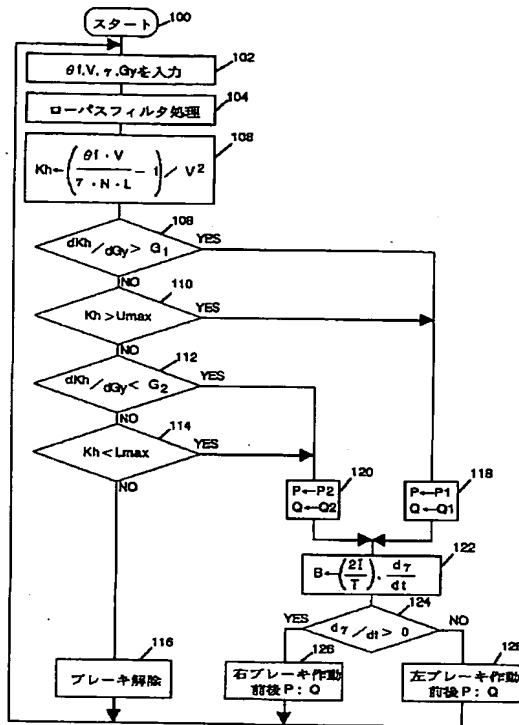 スタート
100
θf.V.γ.Gyを入力
102
ローパスフィルタ処理
104
108
Kh←(θf・V/γ・N・L－1)／V²
108
dKh／dGy＞G₁
YES
NO
110
Kh＞Umax
YES
NO
112
dKh／dGy＜G₂
YES
NO
114
Kh＜Lmax
YES
NO
120
P←P2
Q←Q2
118
P←P1
Q←Q1
122
B←(2I/T)・dγ/dt
124
dγ／dt＞0
YES
NO
116
ブレーキ解除
126
右ブレーキ作動
前後P：Q
128
左ブレーキ作動
前後P：Q